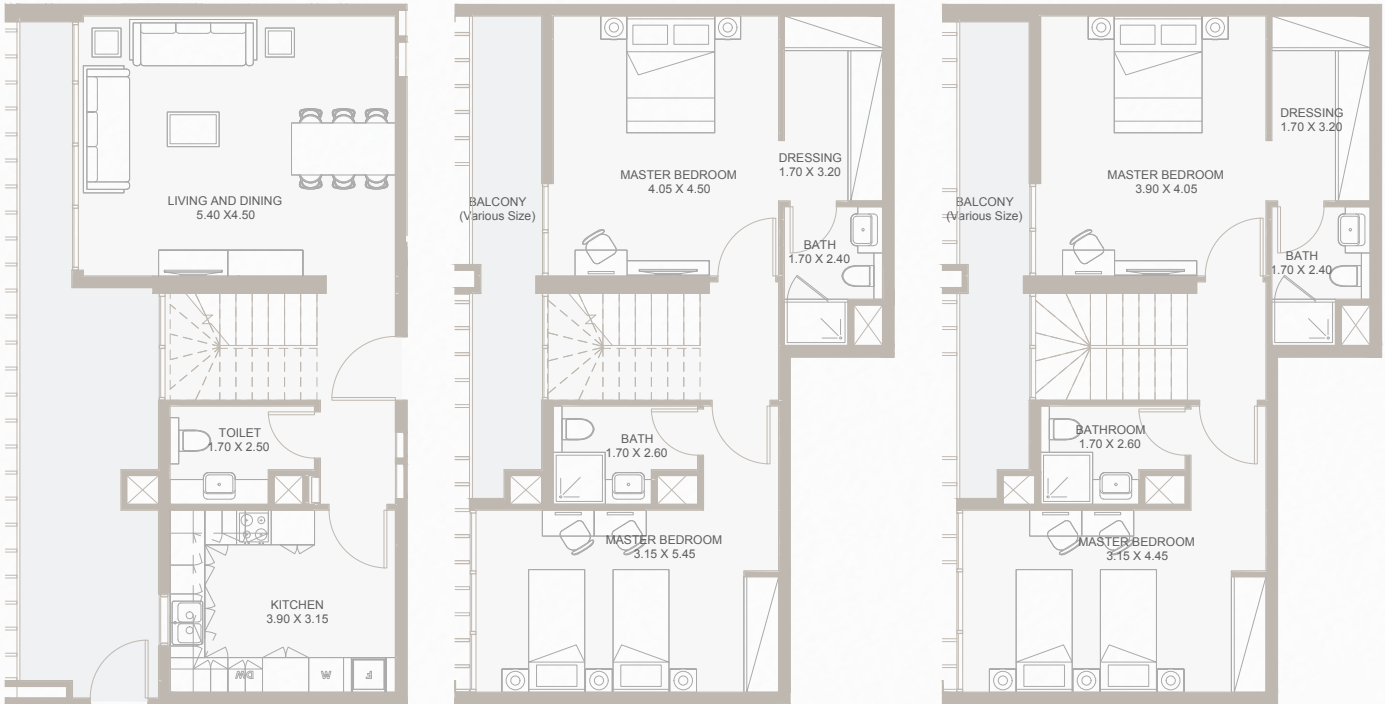 LIVING AND DINING
5.40 X4.50
TOILET
1.70 X 2.50
KITCHEN
3.90 X 3.15
DW
W
F
MASTER BEDROOM
4.05 X 4.50
DRESSING
1.70 X 3.20
BALCONY
(Various Size)
BATH
1.70 X 2.40
BATH
1.70 X 2.60
MASTER BEDROOM
3.15 X 5.45
MASTER BEDROOM
3.90 X 4.05
DRESSING
1.70 X 3.20
BALCONY
(Various Size)
BATH
1.70 X 2.40
BATHROOM
1.70 X 2.60
MASTER BEDROOM
3.15 X 4.45